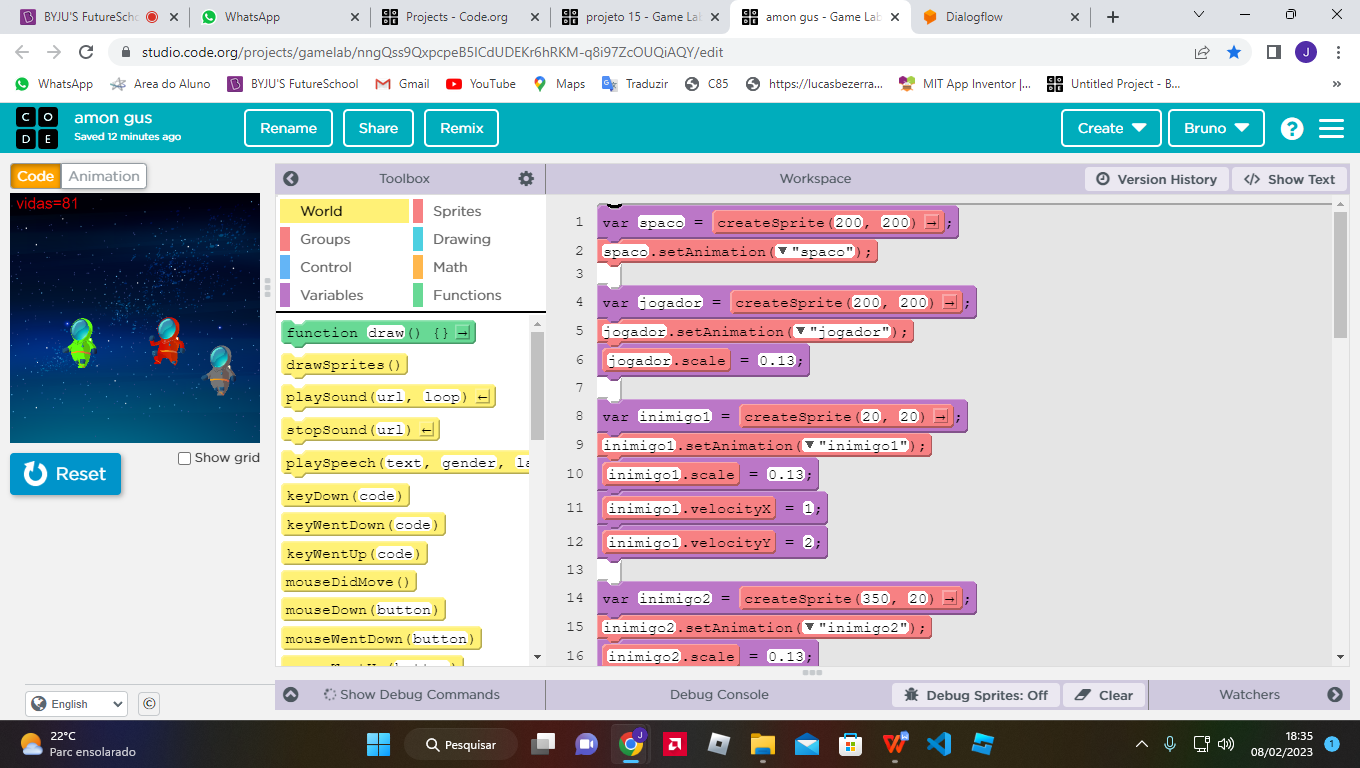 BYJU'S FutureScho
WhatsApp
Projects - Code.org
projeto 15 - Game Lab
amon gus - Game Lab
Dialogflow
studio.code.org/projects/gamelab/nngQss9QxpcpeB5ICdUDEKr6hRKM-q8i97ZcOUQiAQY/edit
J
WhatsApp
Area do Aluno
BYJU'S FutureSchool
Gmail
YouTube
Maps
Traduzir
C85
https://lucasbezerra...
MIT App Inventor |...
Untitled Project - B...
»
C O
D E
amon gus
Saved 12 minutes ago
Rename
Share
Remix
Create
Bruno
?
Code
Animation
Toolbox
Workspace
Version History
</> Show Text
vidas=81
Show grid
Reset
World
Sprites
Groups
Drawing
Control
Math
Variables
Functions
function draw() {} →
drawSprites()
playSound(url, loop) ←
stopSound(url) ←
playSpeech(text, gender, la
keyDown(code)
keyWentDown(code)
keyWentUp(code)
mouseDidMove()
mouseDown(button)
mouseWentDown(button)
1 var spaco = createSprite(200, 200) → ;
2 spaco.setAnimation(▼"spaco");
3
4 var jogador = createSprite(200, 200) → ;
5 jogador.setAnimation(▼"jogador");
6 jogador.scale = 0.13;
7
8 var inimigo1 = createSprite(20, 20) → ;
9 inimigo1.setAnimation(▼"inimigo1");
10 inimigo1.scale = 0.13;
11 inimigo1.velocityX = 1;
12 inimigo1.velocityY = 2;
13
14 var inimigo2 = createSprite(350, 20) → ;
15 inimigo2.setAnimation(▼"inimigo2");
16 inimigo2.scale = 0.13;
Show Debug Commands
Debug Console
Debug Sprites: Off
Clear
Watchers
English
©
22°C
Parc ensolarado
Pesquisar
J
18:35
08/02/2023
1